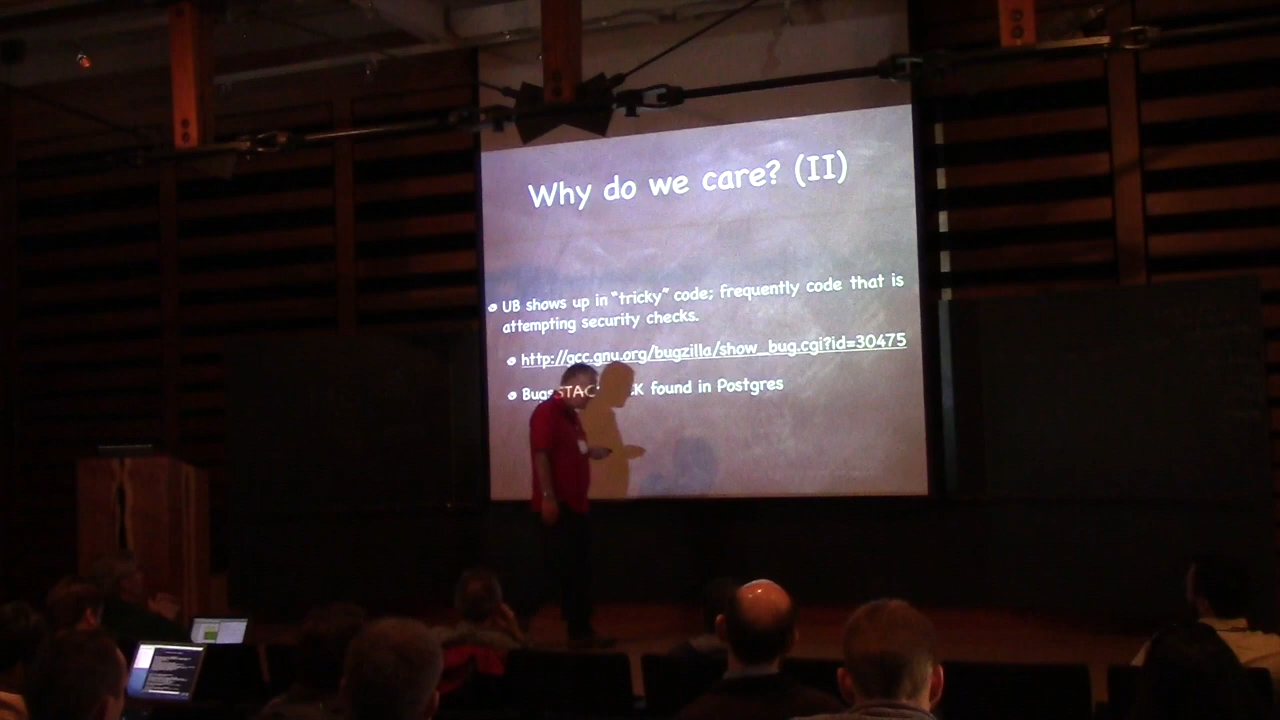 Why do we care? (II)
UB shows up in "tricky" code; frequently code that is
attempting security checks.
http://gcc.gnu.org/bugzilla/show_bug.cgi?id=30475
Bugs found in Postgres